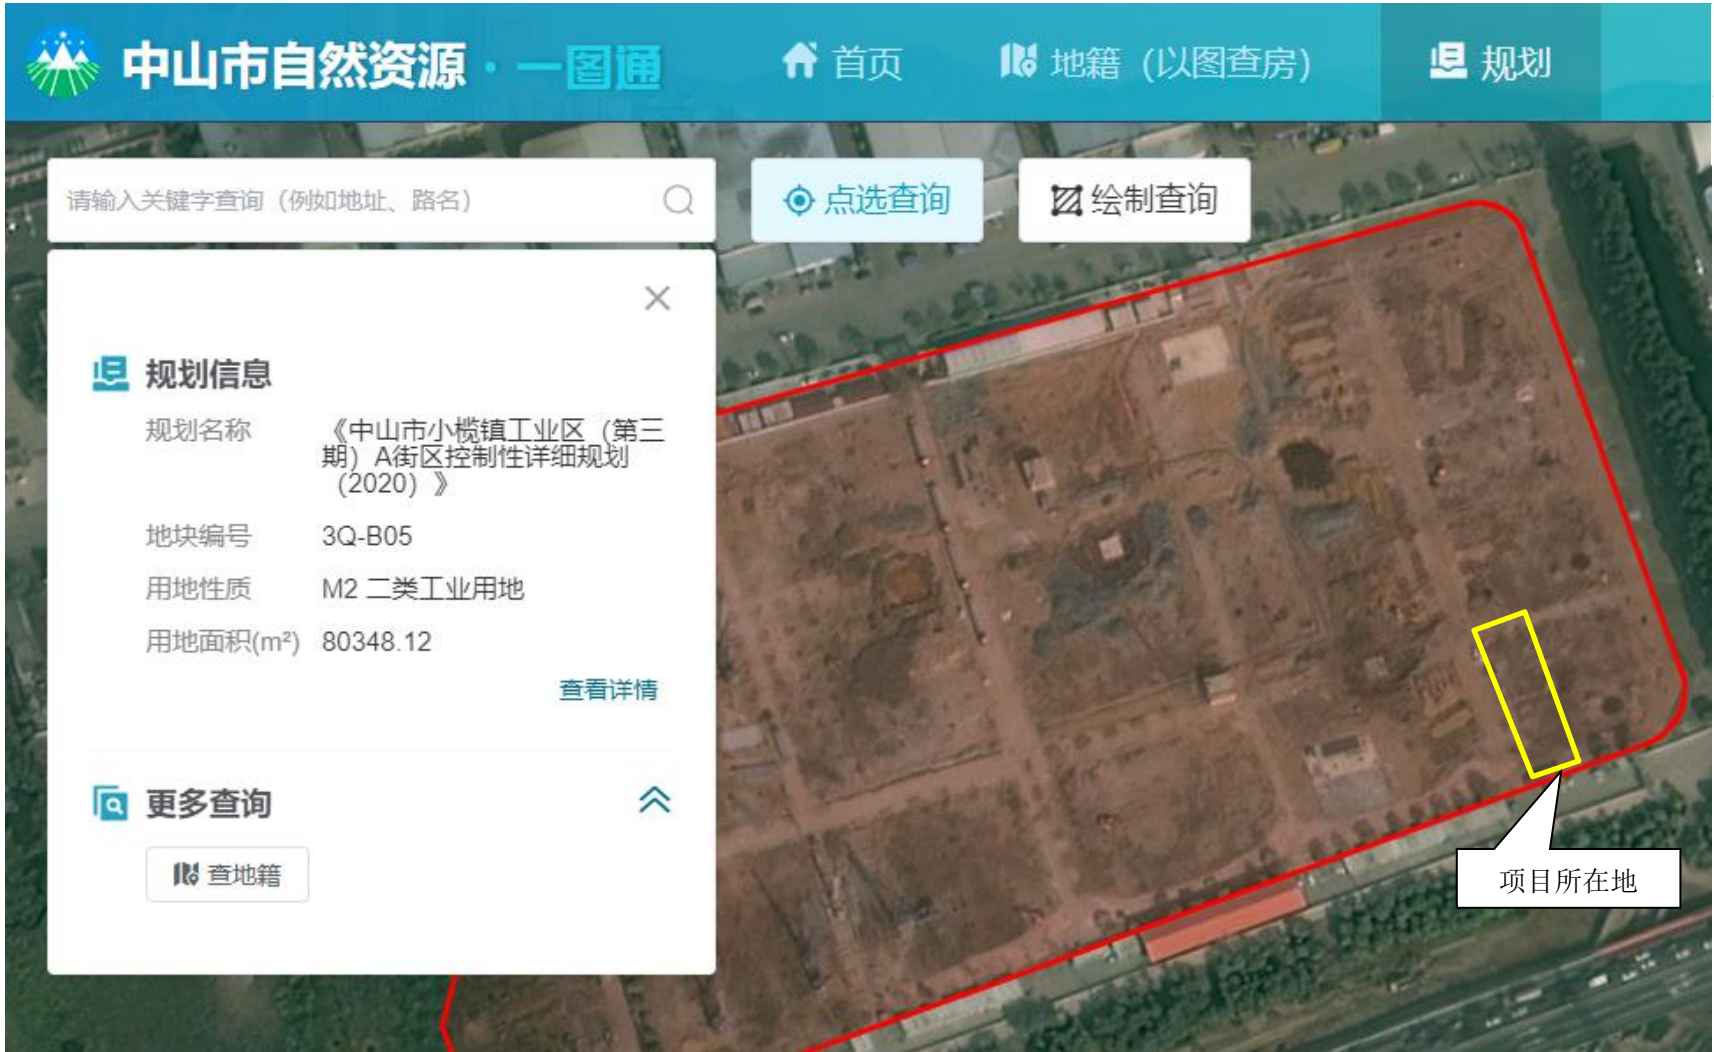 中山市自然资源·一图通
首页
地籍（以图查房）
规划
请输入关键字查询（例如地址、路名）
点选查询
绘制查询
规划信息
规划名称
《中山市小榄镇工业区（第三
期）A街区控制性详细规划
（2020）》
地块编号
3Q-B05
用地性质
M2 二类工业用地
用地面积(m²)
80348.12
查看详情
更多查询
查地籍
项目所在地